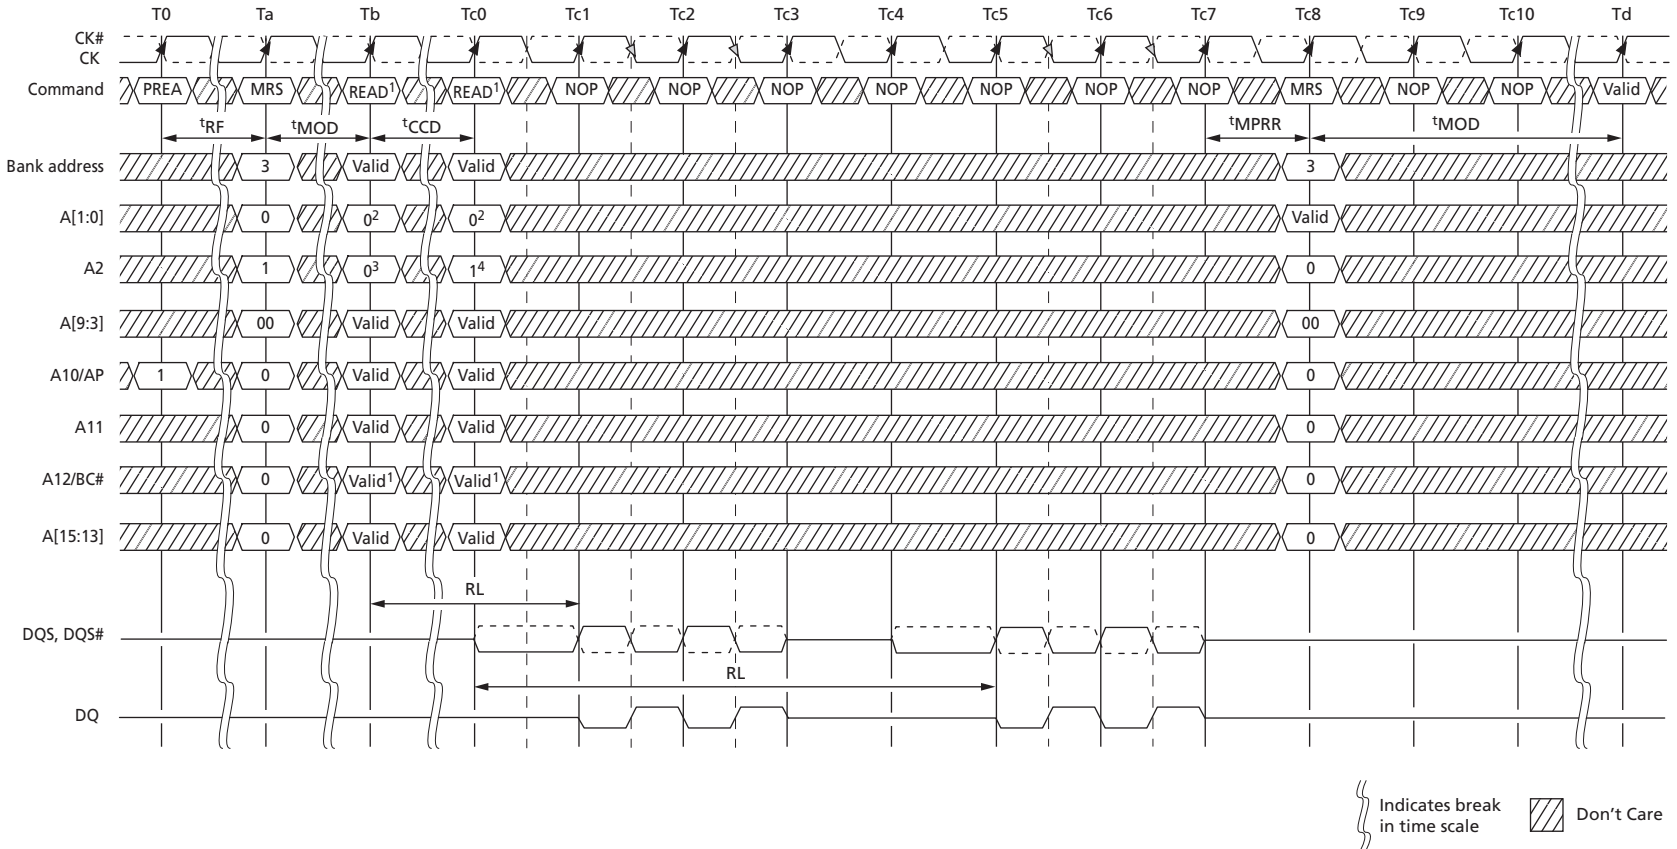 T0 Ta Tb Tc0 Tc1 Tc2 Tc3 Tc4 Tc5 Tc6 Tc7 Tc8 Tc9 Tc10 Td
CK#
CK
Command PREA MRS READ¹ READ¹ NOP NOP NOP NOP NOP NOP NOP MRS NOP NOP Valid
tRF tMOD tCCD tMPRR tMOD
Bank address 3 Valid Valid 3
A[1:0] 0 0² 0² Valid
A2 1 0³ 1⁴ 0
A[9:3] 00 Valid Valid 00
A10/AP 1 0 Valid Valid 0
A11 0 Valid Valid 0
A12/BC# 0 Valid¹ Valid¹ 0
A[15:13] 0 Valid Valid 0
RL
DQS, DQS#
RL
DQ
Indicates break
in time scale
Don't Care